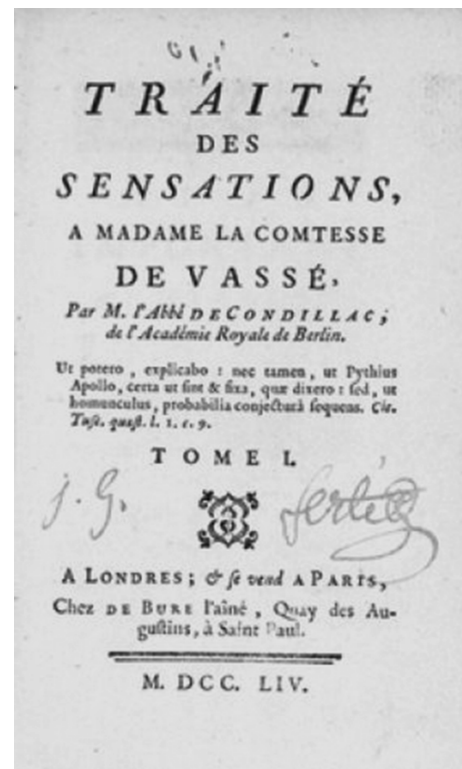 TRAITÉ
DES
SENSATIONS,
A MADAME LA COMTESSE
DE VASSÉ,
Par M. l'Abbé DE CONDILLAC;
de l'Académie Royale de Berlin.
Ut potero, explicabo : nec tamen, ut Pythius
Apollo, certa ut sint & fixa, quæ dixero : sed, ut
homunculus, probabilia conjecturâ sequens. Cic.
Tusc. quæst. l. 1. c. 9.
TOME I.
j. G.
A LONDRES; & se vend A PARIS,
Chez DE BURE l'aîné, Quay des Au-
gustins, à Saint Paul.
M. DCC. LIV.